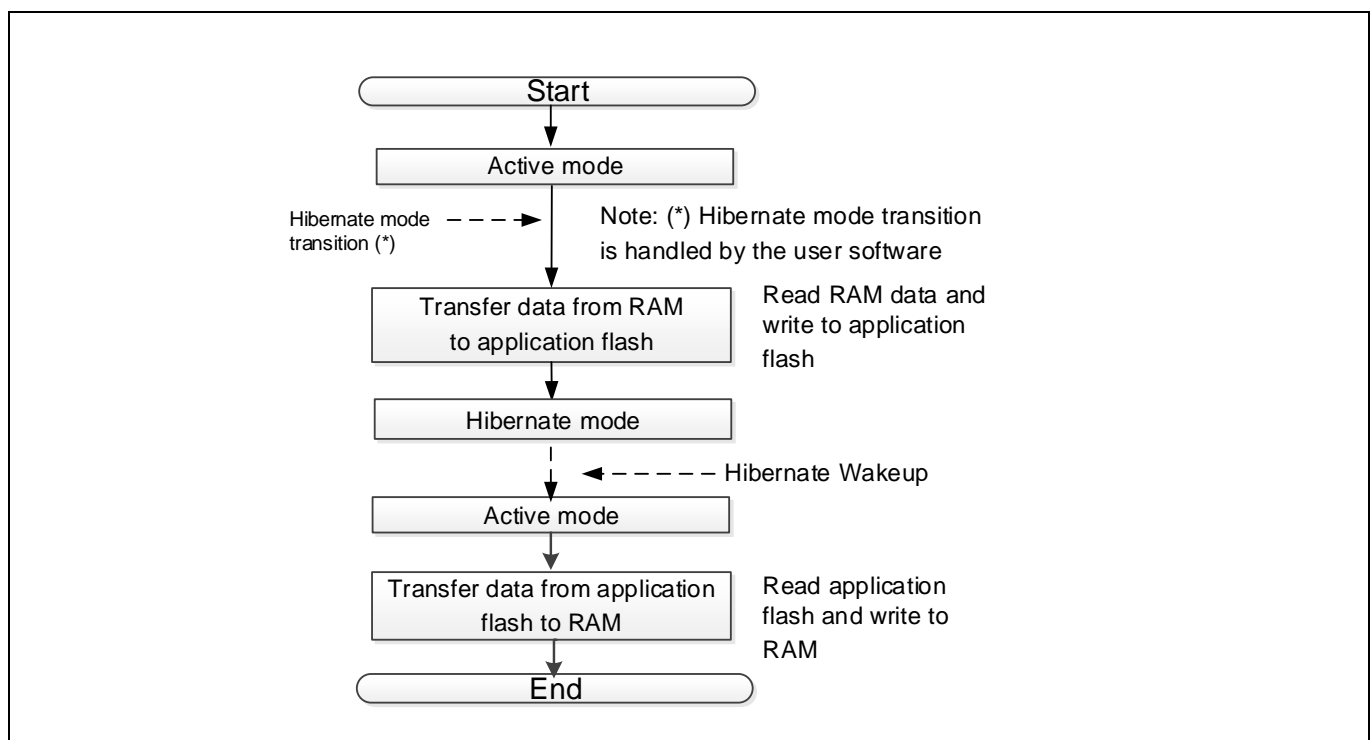 Start
Active mode
Hibernate mode
transition (*)
Note: (*) Hibernate mode transition
is handled by the user software
Transfer data from RAM
to application flash
Read RAM data and
write to application
flash
Hibernate mode
Hibernate Wakeup
Active mode
Transfer data from application
flash to RAM
Read application
flash and write to
RAM
End